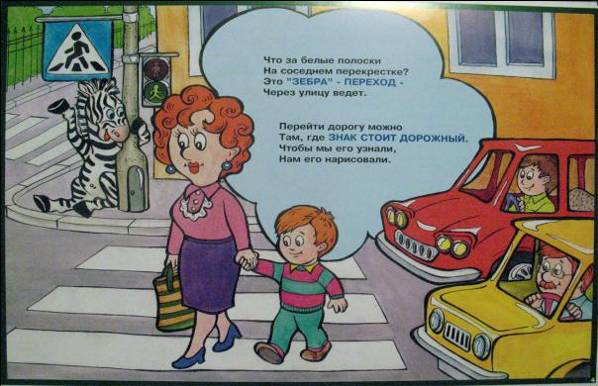 Что за белые полоски
На соседнем перекрестке?
Это "ЗЕБРА" - ПЕРЕХОД -
Через улицу ведет.
Перейти дорогу можно
Там, где ЗНАК СТОИТ ДОРОЖНЫЙ.
Чтобы мы его узнали,
Нам его нарисовали.